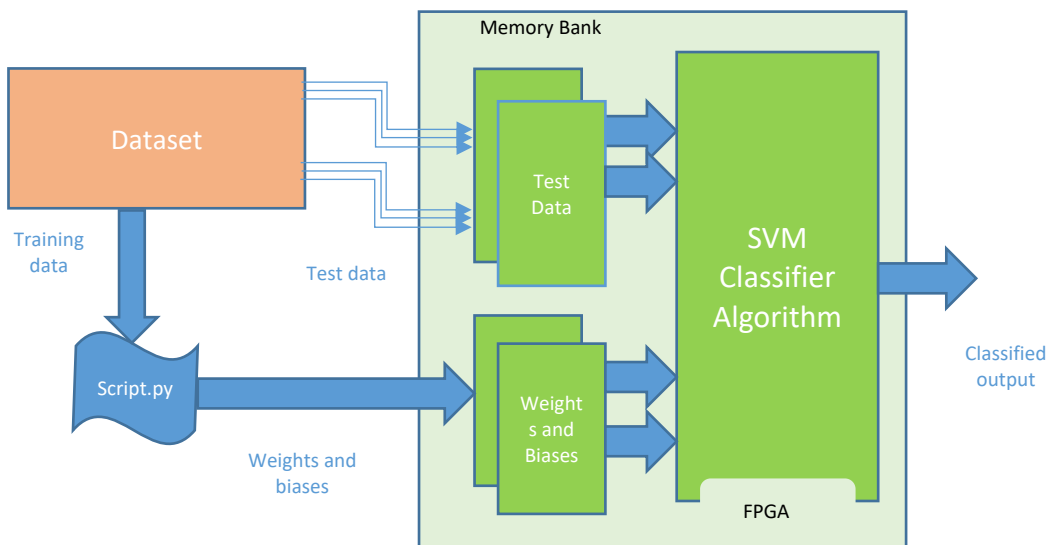 Memory Bank
Dataset
Test
Data
Training
data
Test data
SVM
Classifier
Algorithm
Classified
output
Script.py
Weight
s and
Biases
Weights and
biases
FPGA